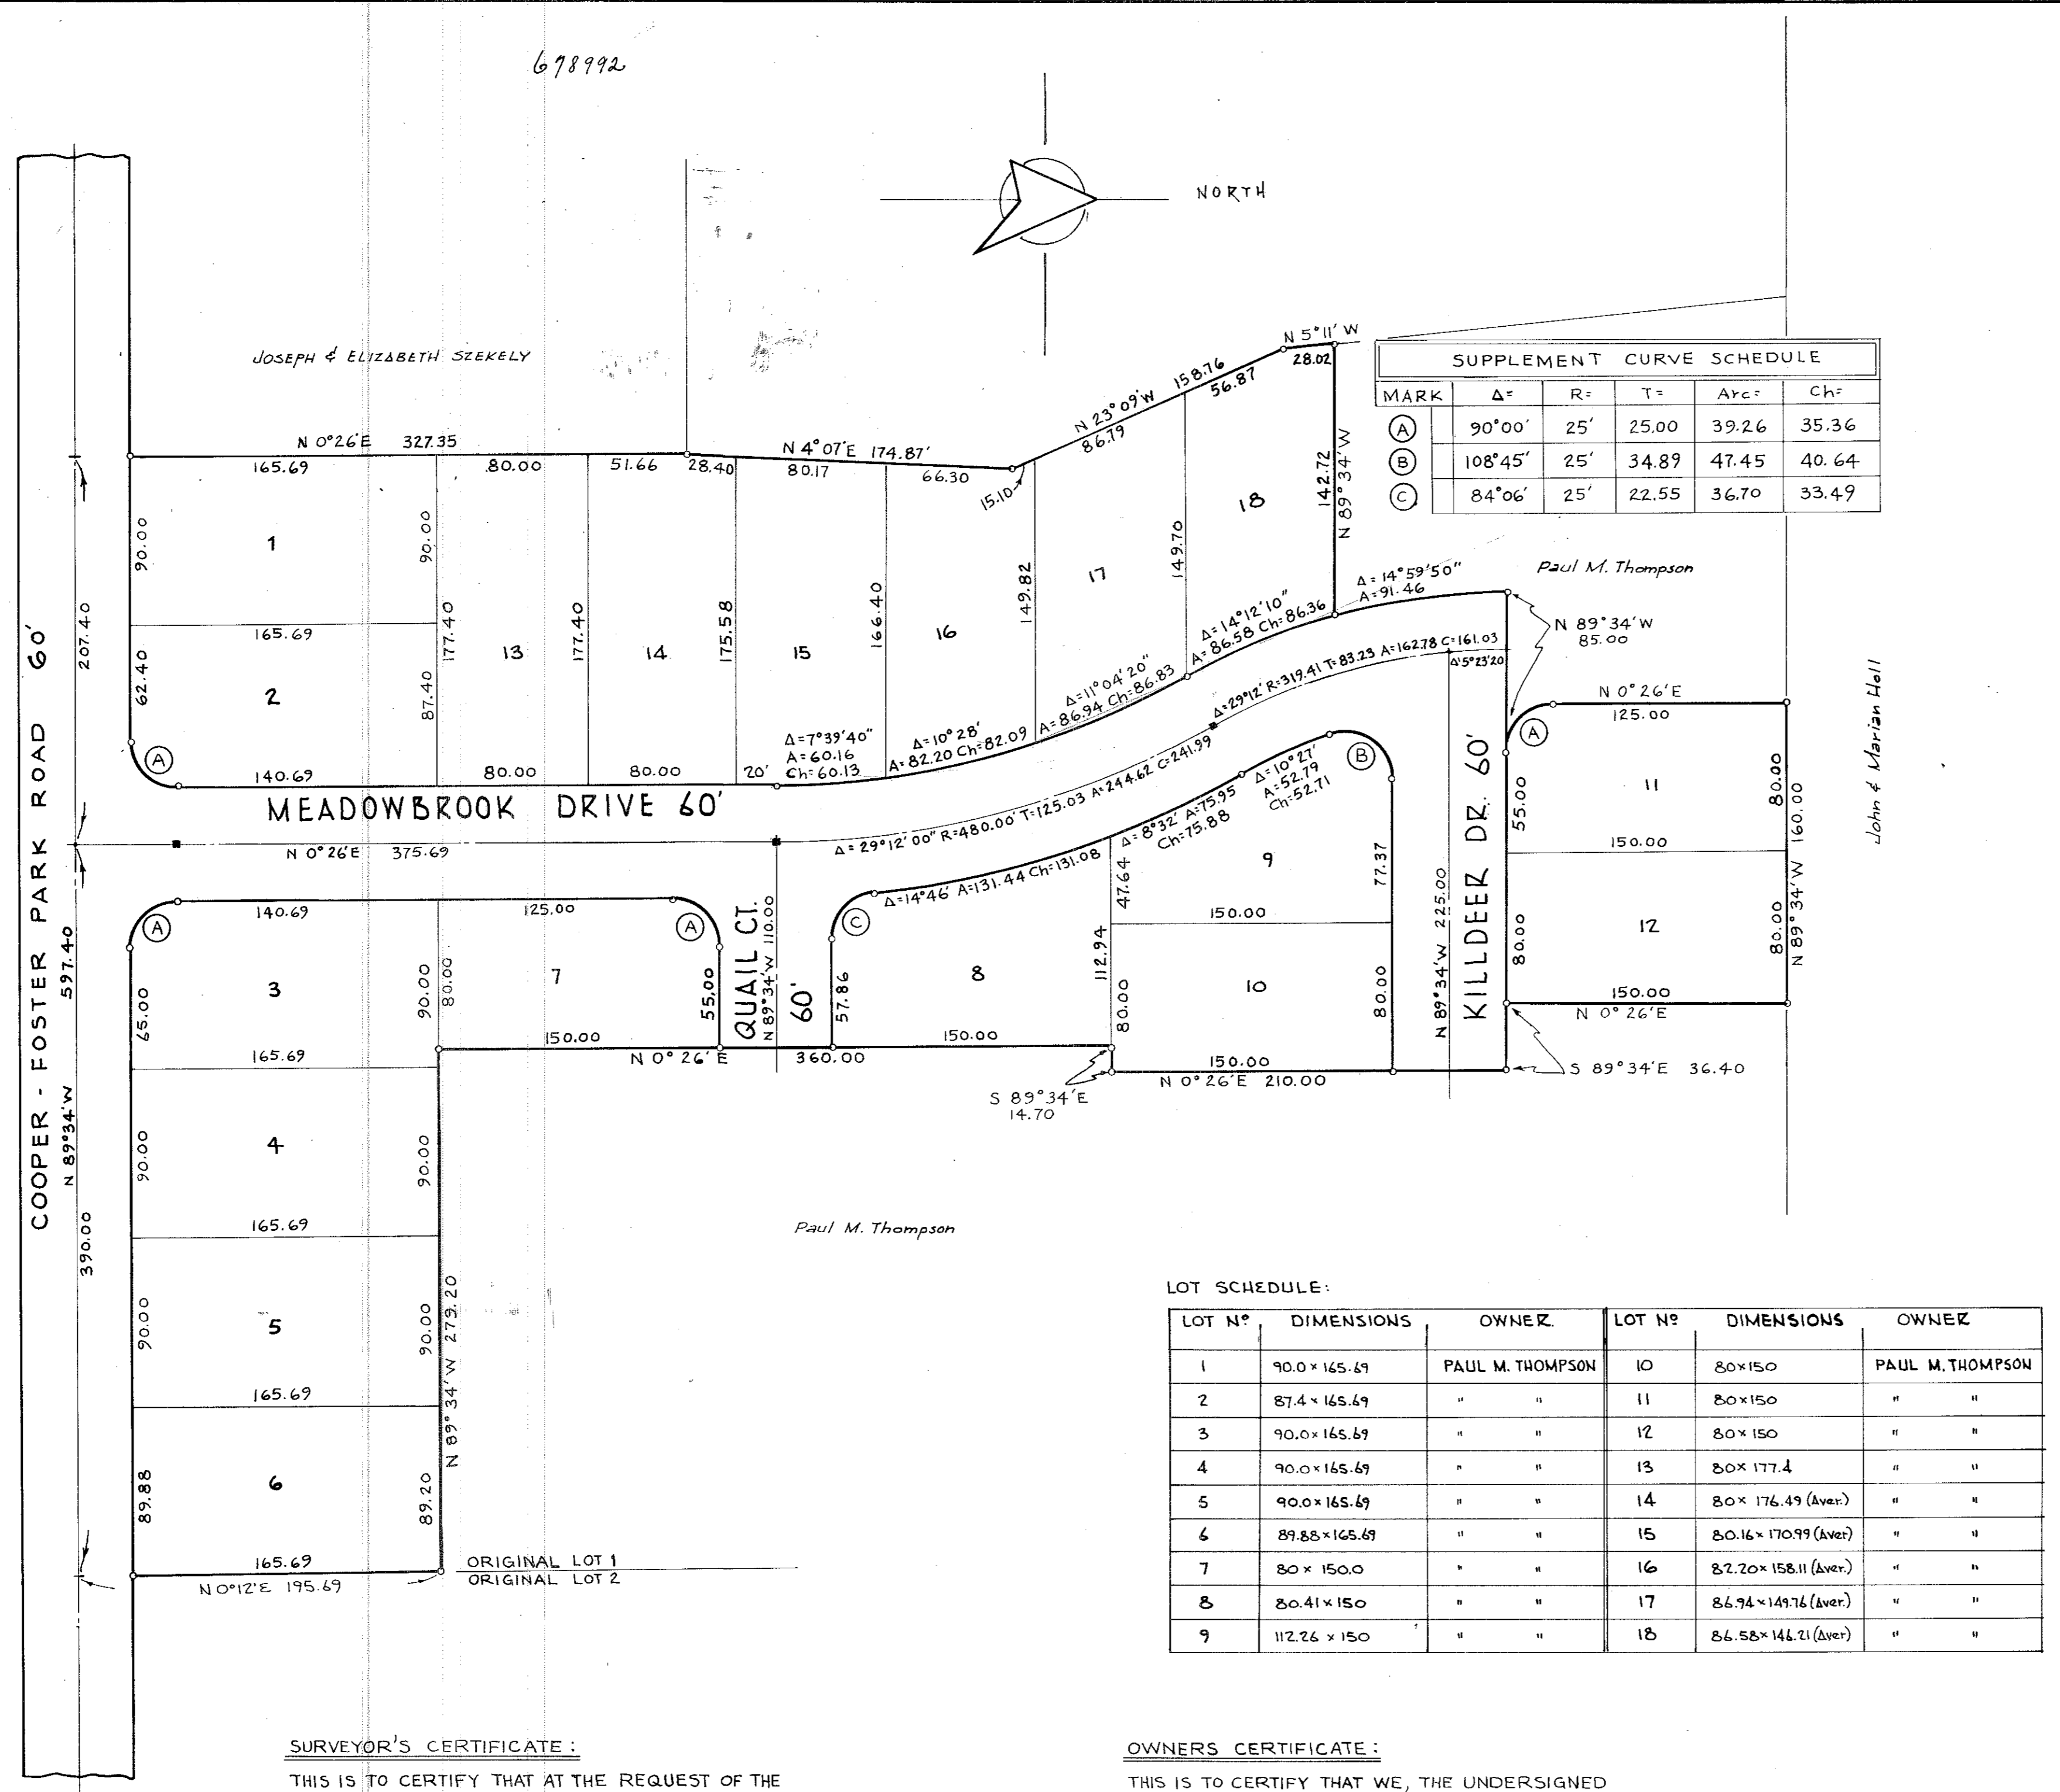 678992
NORTH
JOSEPH & ELIZABETH SZEKELY
N 5°11' W
28.02
158.76
N 23°09'W
56.87
86.79
N 0°26'E 327.35
N 4°07'E 174.87'
165.69
80.00
51.66
28.40
80.17
66.30
15.10
SUPPLEMENT CURVE SCHEDULE
MARK Δ= R= T= Arc= Ch=
A 90°00' 25' 25.00 39.26 35.36
B 108°45' 25' 34.89 47.45 40.64
C 84°06' 25' 22.55 36.70 33.49
90.00
1
90.00
165.69
62.40
2
87.40
177.40
13
177.40
14
175.58
15
166.40
16
149.82
17
149.70
18
142.72
N 89°34'W
A
140.69
80.00
80.00
20'
Δ=7°39'40"
A=60.16
Ch=60.13
Δ=10°28'
A=82.20 Ch=82.09
Δ=11°04'20"
A=86.94 Ch=86.83
Δ=14°12'10"
A=86.58 Ch=86.36
Δ=14°59'50"
A=91.46
Paul M. Thompson
N 89°34'W
85.00
Δ=29°12' R=319.41 T=83.23 A=162.78 C=161.03
Δ'5°23'20
COOPER - FOSTER PARK ROAD 60'
207.40
N 89°34'W 597.40
390.00
MEADOWBROOK DRIVE 60'
N 0°26'E 375.69
Δ=29°12'00" R=480.00' T=125.03 A=244.62 C=241.99
Δ=14°46' A=131.44 Ch=131.08
Δ=8°32' A=75.95
Ch=75.88
Δ=10°27'
A=52.79
Ch=52.71
B
N 0°26'E
125.00
A
55.00
11
80.00
150.00
80.00
12
80.00
N 89°34'W 160.00
150.00
N 0°26'E
John & Marian Holl
KILLDEER DR. 60'
N 89°34'W 225.00
S 89°34'E 36.40
A
140.69
125.00
A
65.00
3
90.00
80.00
7
55.00
150.00
QUAIL CT.
N 89°34'W 110.00
60'
C
57.86
8
112.94
150.00
47.64
9
77.37
150.00
80.00
10
80.00
150.00
N 0°26'E 360.00
N 0°26'E 210.00
S 89°34'E
14.70
165.69
90.00
4
90.00
165.69
90.00
5
90.00
N 89°34'W 279.20
165.69
89.88
6
89.20
165.69
N 0°12'E 195.69
ORIGINAL LOT 1
ORIGINAL LOT 2
Paul M. Thompson
LOT SCHEDULE:
LOT Nº DIMENSIONS OWNER. LOT Nº DIMENSIONS OWNER
1 90.0×165.69 PAUL M. THOMPSON 10 80×150 PAUL M. THOMPSON
2 87.4×165.69 " " 11 80×150 " "
3 90.0×165.69 " " 12 80×150 " "
4 90.0×165.69 " " 13 80×177.4 " "
5 90.0×165.69 " " 14 80×176.49 (Aver.) " "
6 89.88×165.69 " " 15 80.16×170.99 (Aver) " "
7 80×150.0 " " 16 82.20×158.11 (Aver.) " "
8 80.41×150 " " 17 86.94×149.76 (Aver.) " "
9 112.26×150 " " 18 86.58×146.21 (Aver) " "
SURVEYOR'S CERTIFICATE:
THIS IS TO CERTIFY THAT AT THE REQUEST OF THE
OWNERS CERTIFICATE:
THIS IS TO CERTIFY THAT WE, THE UNDERSIGNED